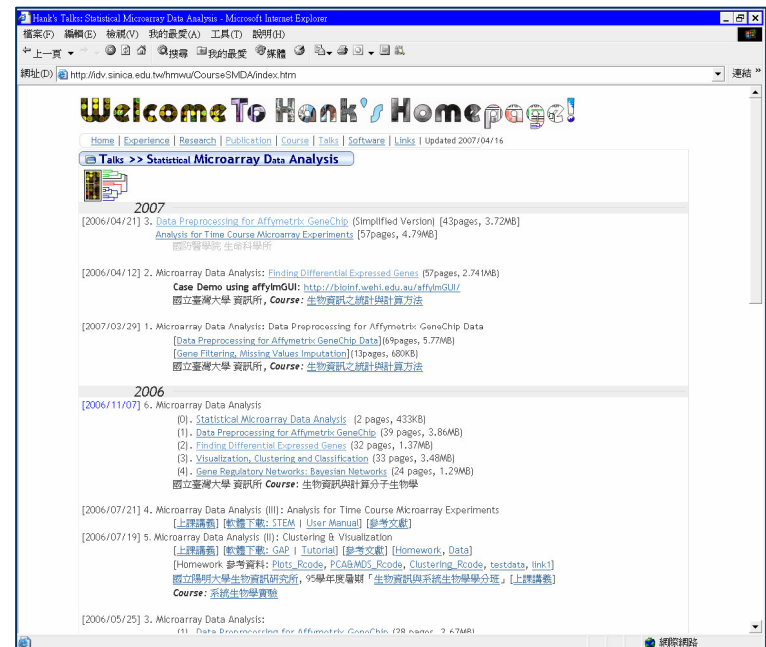 Hank's Talks: Statistical Microarray Data Analysis - Microsoft Internet Explorer
檔案(F) 編輯(E) 檢視(V) 我的最愛(A) 工具(T) 說明(H)
上一頁 搜尋 我的最愛 媒體
網址(D) http://idv.sinica.edu.tw/hmwu/CourseSMDA/index.htm 連結 »
Welcome To Hank's Homepage!
Home | Experience | Research | Publication | Course | Talks | Software | Links | Updated 2007/04/16
Talks >> Statistical Microarray Data Analysis
2007
[2006/04/21] 3. Data Preprocessing for Affymetrix GeneChip (Simplified Version) [43pages, 3.72MB]
Analysis for Time Course Microarray Experiments [57pages, 4.79MB]
國防醫學院 生命科學所
[2006/04/12] 2. Microarray Data Analysis: Finding Differential Expressed Genes (57pages, 2.741MB)
Case Demo using affylmGUI: http://bioinf.wehi.edu.au/affylmGUI/
國立臺灣大學 資訊所, Course: 生物資訊之統計與計算方法
[2007/03/29] 1. Microarray Data Analysis: Data Preprocessing for Affymetrix GeneChip Data
[Data Preprocessing for Affymetrix GeneChip Data](69pages, 5.77MB)
[Gene Filtering, Missing Values Imputation](13pages, 680KB)
國立臺灣大學 資訊所, Course: 生物資訊之統計與計算方法
2006
[2006/11/07] 6. Microarray Data Analysis
(0). Statistical Microarray Data Analysis (2 pages, 433KB)
(1). Data Preprocessing for Affymetrix GeneChip (39 pages, 3.86MB)
(2). Finding Differential Expressed Genes (32 pages, 1.37MB)
(3). Visualization, Clustering and Classification (33 pages, 3.48MB)
(4). Gene Regulatory Networks: Bayesian Networks (24 pages, 1.29MB)
國立臺灣大學 資訊所 Course: 生物資訊與計算分子生物學
[2006/07/21] 4. Microarray Data Analysis (III): Analysis for Time Course Microarray Experiments
[上課講義] [軟體下載: STEM | User Manual] [參考文獻]
[2006/07/19] 5. Microarray Data Analysis (II): Clustering & Visualization
[上課講義] [軟體下載: GAP | Tutorial] [參考文獻] [Homework, Data]
[Homework 參考資料: Plots_Rcode, PCA&MDS_Rcode, Clustering_Rcode, testdata, link1]
國立陽明大學生物資訊研究所, 95學年度暑期「生物資訊與系統生物學學分班」[上課講義]
Course: 系統生物學實驗
[2006/05/25] 3. Microarray Data Analysis:
(1). Data Preprocessing for Affymetrix GeneChip (28 pages, 2.67MB)
網際網路